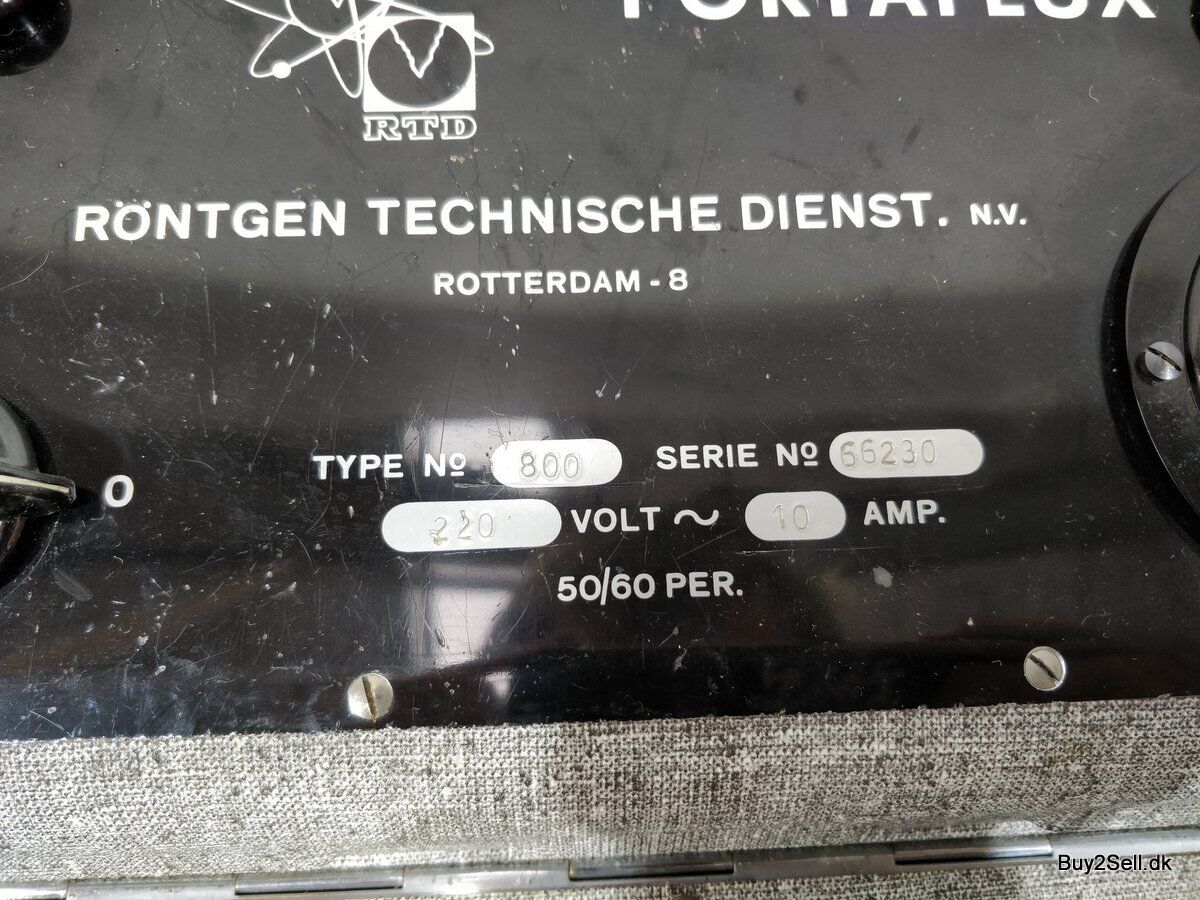 PORTAFLUX
RTD
RÖNTGEN TECHNISCHE DIENST. N.V.
ROTTERDAM - 8
TYPE Nº 800 SERIE Nº 66230
220 VOLT ~ 10 AMP.
50/60 PER.
O
Buy2Sell.dk